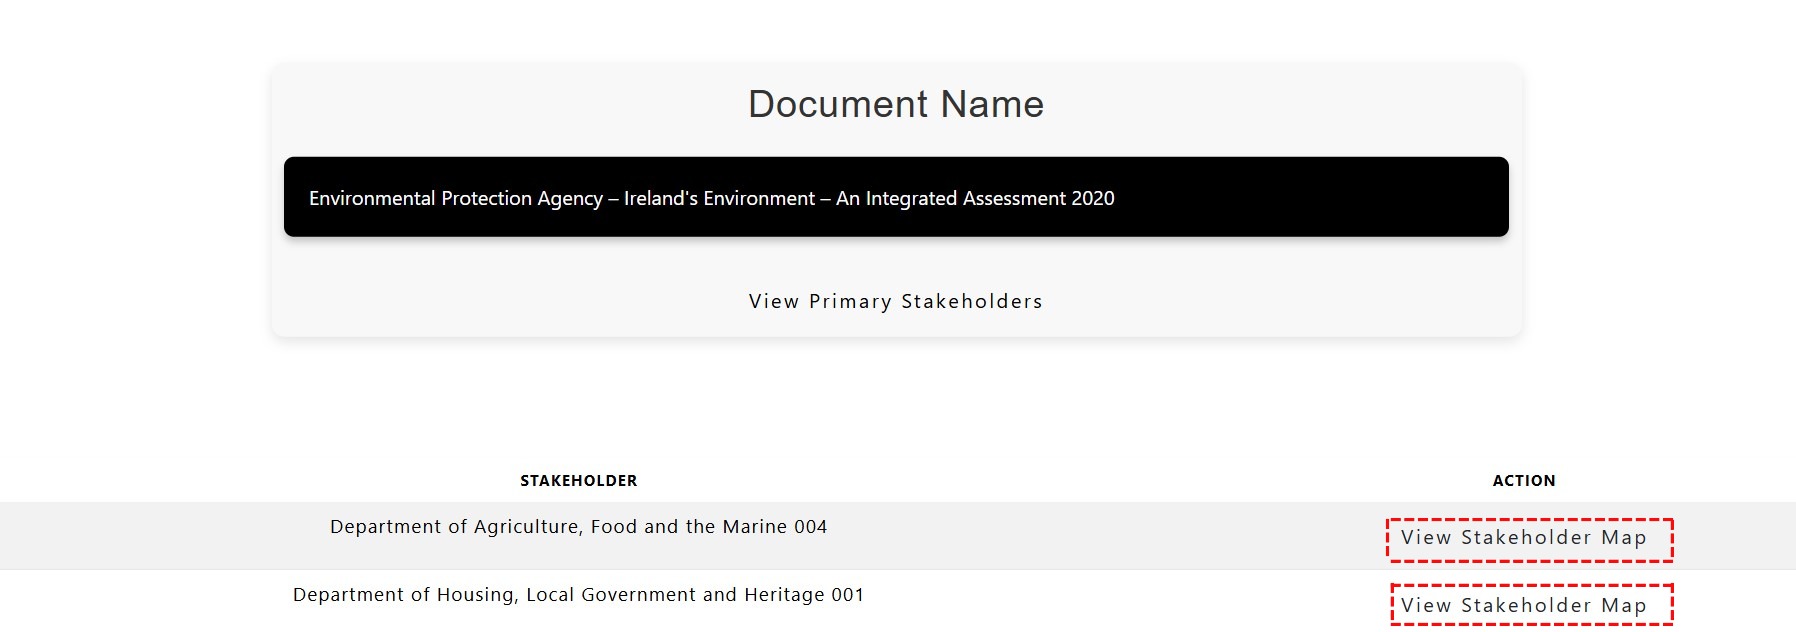 Document Name
Environmental Protection Agency – Ireland's Environment – An Integrated Assessment 2020
View Primary Stakeholders
STAKEHOLDER ACTION
Department of Agriculture, Food and the Marine 004 View Stakeholder Map
Department of Housing, Local Government and Heritage 001 View Stakeholder Map